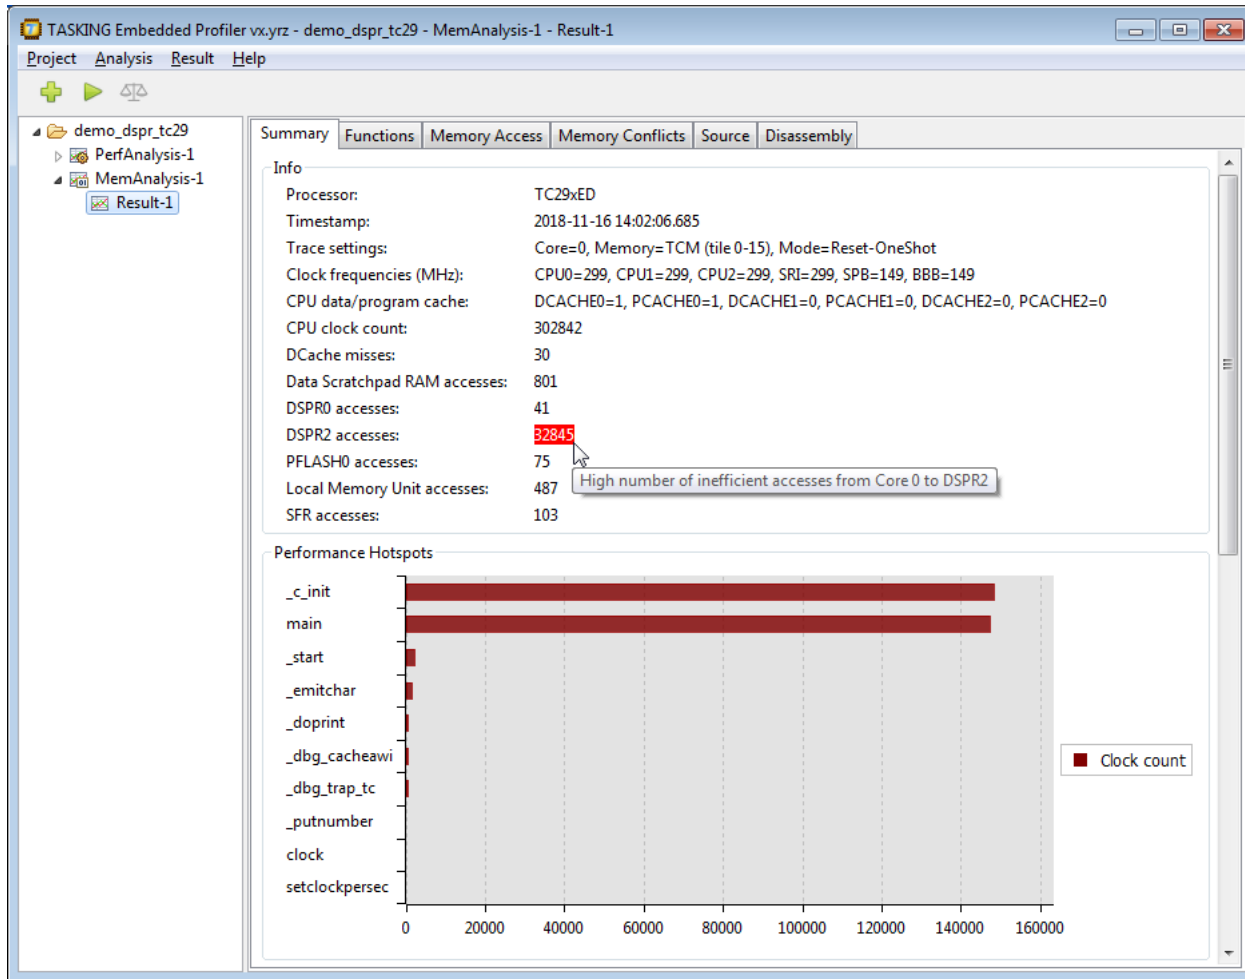 TASKING Embedded Profiler vx.yrz - demo_dspr_tc29 - MemAnalysis-1 - Result-1
Project Analysis Result Help
demo_dspr_tc29
PerfAnalysis-1
MemAnalysis-1
Result-1
Summary Functions Memory Access Memory Conflicts Source Disassembly
Info
Processor: TC29xED
Timestamp: 2018-11-16 14:02:06.685
Trace settings: Core=0, Memory=TCM (tile 0-15), Mode=Reset-OneShot
Clock frequencies (MHz): CPU0=299, CPU1=299, CPU2=299, SRI=299, SPB=149, BBB=149
CPU data/program cache: DCACHE0=1, PCACHE0=1, DCACHE1=0, PCACHE1=0, DCACHE2=0, PCACHE2=0
CPU clock count: 302842
DCache misses: 30
Data Scratchpad RAM accesses: 801
DSPR0 accesses: 41
DSPR2 accesses: 32845
PFLASH0 accesses: 75
High number of inefficient accesses from Core 0 to DSPR2
Local Memory Unit accesses: 487
SFR accesses: 103
Performance Hotspots
_c_init
main
_start
_emitchar
_doprint
_dbg_cacheawi
_dbg_trap_tc
_putnumber
clock
setclockpersec
Clock count
0 20000 40000 60000 80000 100000 120000 140000 160000